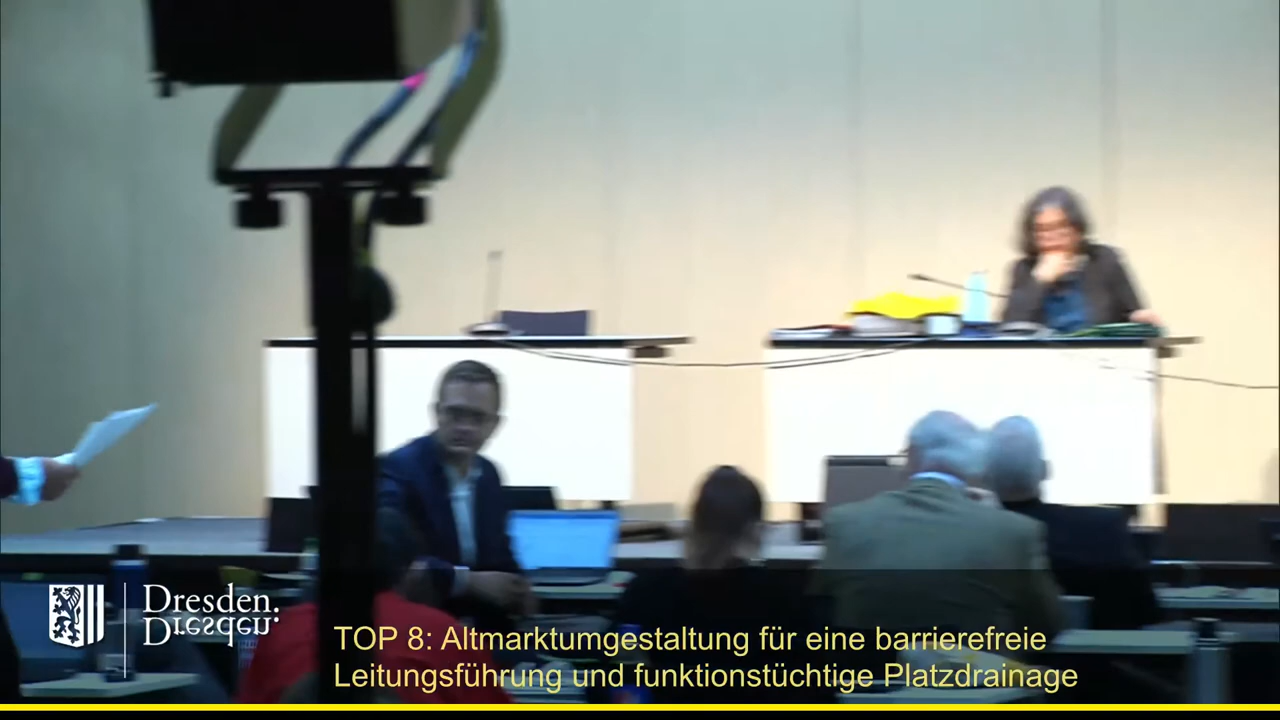 Dresden.
Dresden.
TOP 8: Altmarktumgestaltung für eine barrierefreie
Leitungsführung und funktionstüchtige Platzdrainage